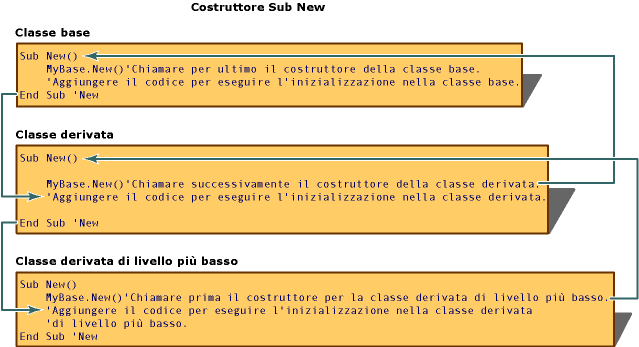 Costruttore Sub New
Classe base
Sub New()
MyBase.New()'Chiamare per ultimo il costruttore della classe base.
'Aggiungere il codice per eseguire l'inizializzazione nella classe base.
End Sub 'New
Classe derivata
Sub New()
MyBase.New()'Chiamare successivamente il costruttore della classe derivata.
'Aggiungere il codice per eseguire l'inizializzazione nella classe derivata.
End Sub 'New
Classe derivata di livello più basso
Sub New()
MyBase.New()'Chiamare prima il costruttore per la classe derivata di livello più basso.
'Aggiungere il codice per eseguire l'inizializzazione nella classe derivata
'di livello più basso.
End Sub 'New